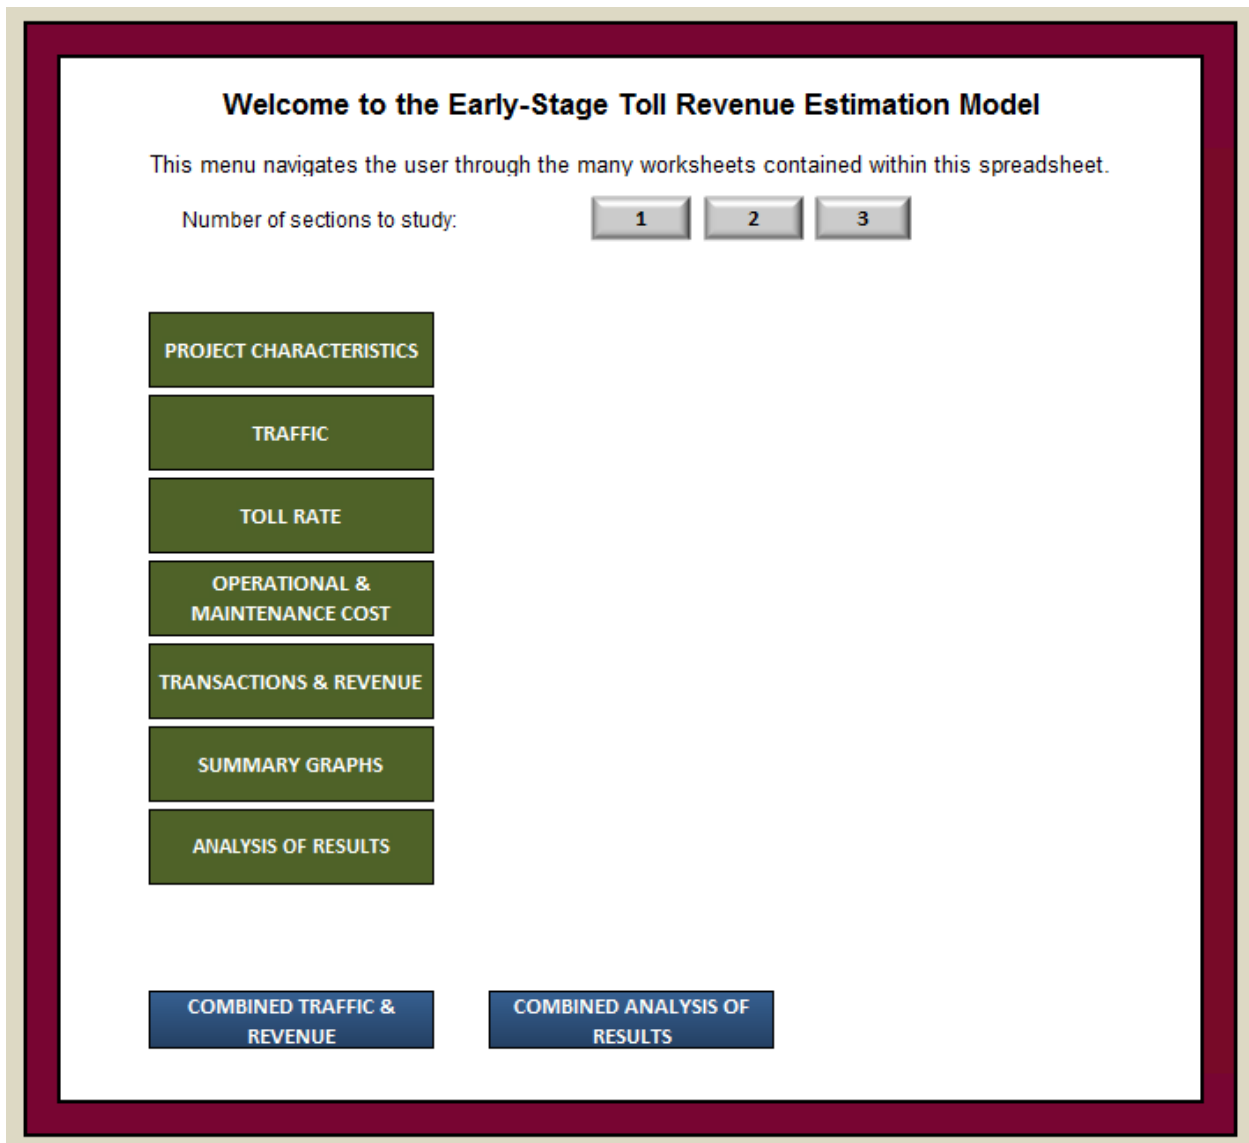 Welcome to the Early-Stage Toll Revenue Estimation Model
This menu navigates the user through the many worksheets contained within this spreadsheet.
Number of sections to study: 1 2 3
PROJECT CHARACTERISTICS
TRAFFIC
TOLL RATE
OPERATIONAL &
MAINTENANCE COST
TRANSACTIONS & REVENUE
SUMMARY GRAPHS
ANALYSIS OF RESULTS
COMBINED TRAFFIC &
REVENUE
COMBINED ANALYSIS OF
RESULTS